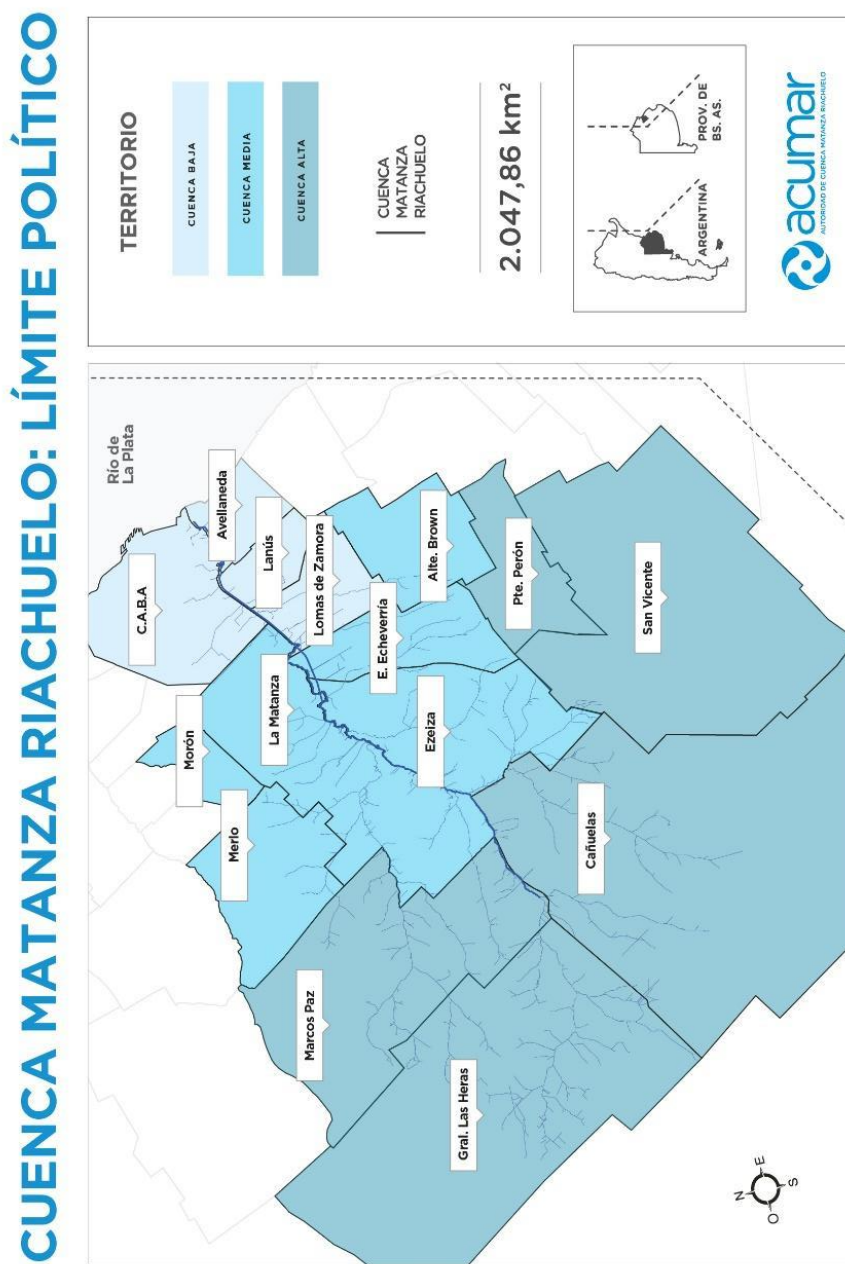 CUENCA MATANZA RIACHUELO: LÍMITE POLÍTICO
Río de
La Plata
C.A.B.A
Avellaneda
Lanús
Lomas de Zamora
Morón
La Matanza
E. Echeverría
Alte. Brown
Merlo
Ezeiza
Pte. Perón
Marcos Paz
Cañuelas
San Vicente
Gral. Las Heras
N
E
S
O
TERRITORIO
CUENCA BAJA
CUENCA MEDIA
CUENCA ALTA
CUENCA
MATANZA
RIACHUELO
2.047,86 km²
ARGENTINA
PROV. DE
BS. AS.
acumar
AUTORIDAD DE CUENCA MATANZA RIACHUELO